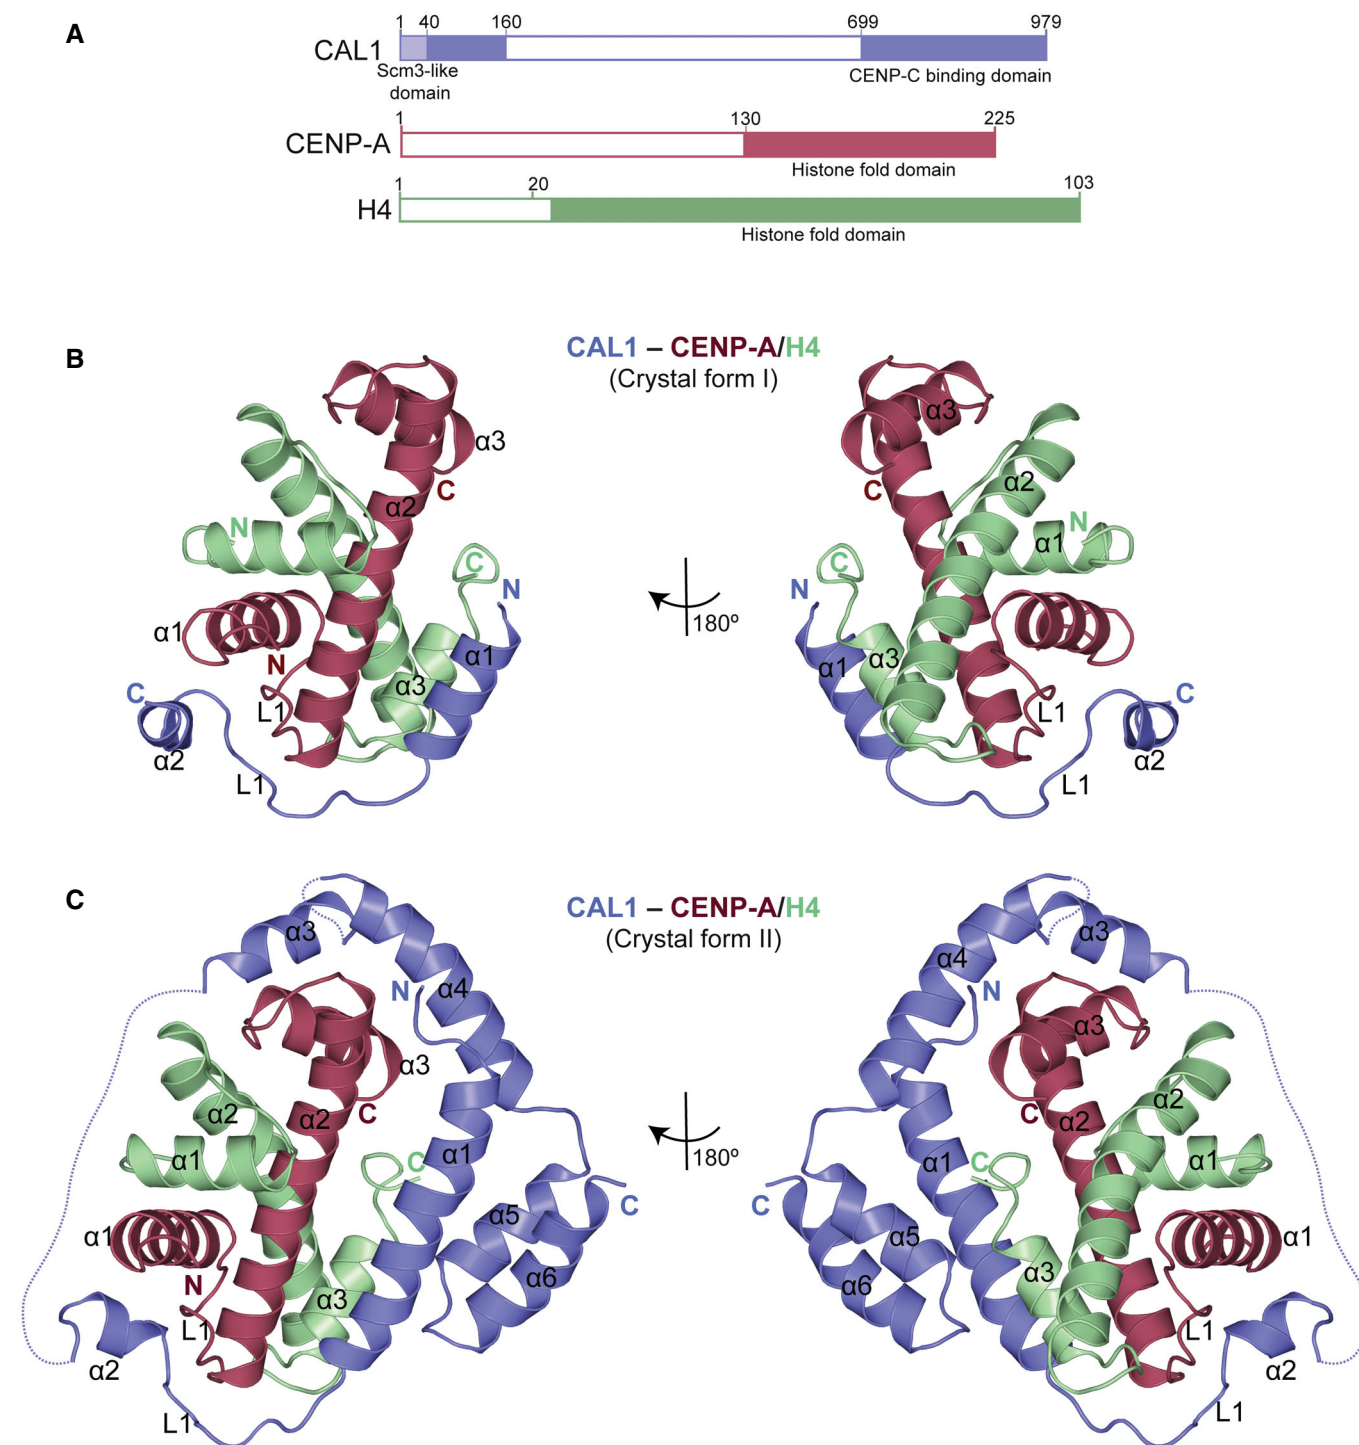 A
1 40 160 699 979
CAL1
Scm3-like
domain
CENP-C binding domain
1 130 225
CENP-A
Histone fold domain
1 20 103
H4
Histone fold domain
B
CAL1 – CENP-A/H4
(Crystal form I)
α3
α2
C
N
C
N
α1
N
α1
α3
C
L1
α2
L1
180º
α3
α2
C
N
α1
C
N
α1
α3
C
L1
α2
L1
C
CAL1 – CENP-A/H4
(Crystal form II)
α3
α4
N
α3
α2
α2
C
α1
α1
C
C
α5
α1
α6
N
α3
L1
α2
L1
180º
α4
α3
N
α3
α2
C
α2
α1
C
α1
C
α5
α1
α6
α3
L1
α2
L1